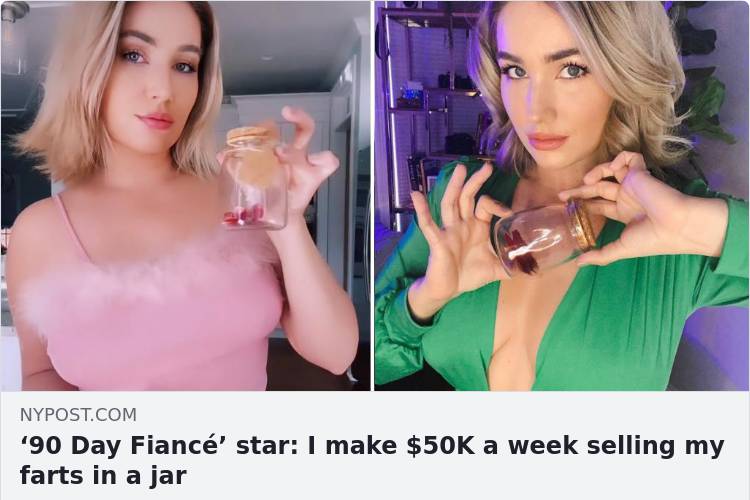 NYPOST.COM
‘90 Day Fiancé’ star: I make $50K a week selling my
farts in a jar